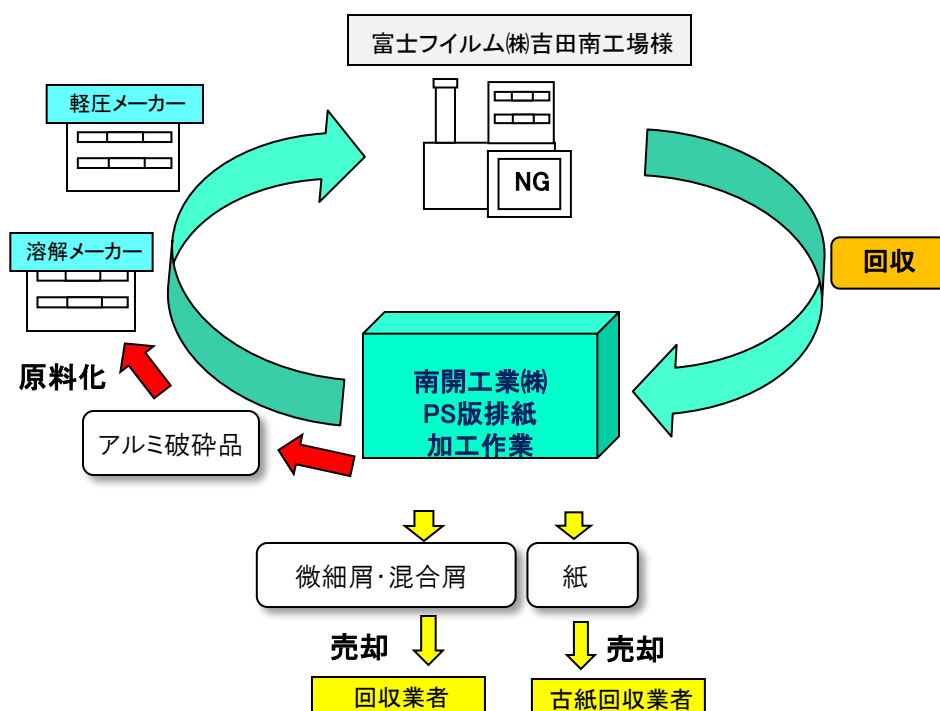 富士フイルム㈱吉田南工場様
軽圧メーカー
NG
溶解メーカー
回収
原料化
南開工業㈱
PS版排紙
加工作業
アルミ破砕品
微細屑・混合屑
紙
売却
売却
回収業者
古紙回収業者